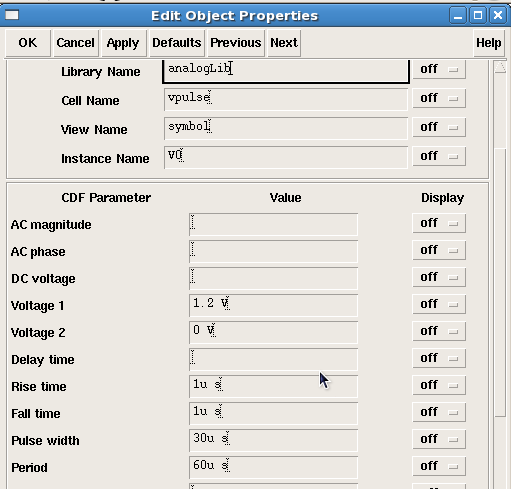 Edit Object Properties
OK Cancel Apply Defaults Previous Next Help
Library Name analogLib off
Cell Name vpulse off
View Name symbol off
Instance Name V0 off
CDF Parameter Value Display
AC magnitude off
AC phase off
DC voltage off
Voltage 1 1.2 V off
Voltage 2 0 V off
Delay time off
Rise time 1u s off
Fall time 1u s off
Pulse width 30u s off
Period 60u s off